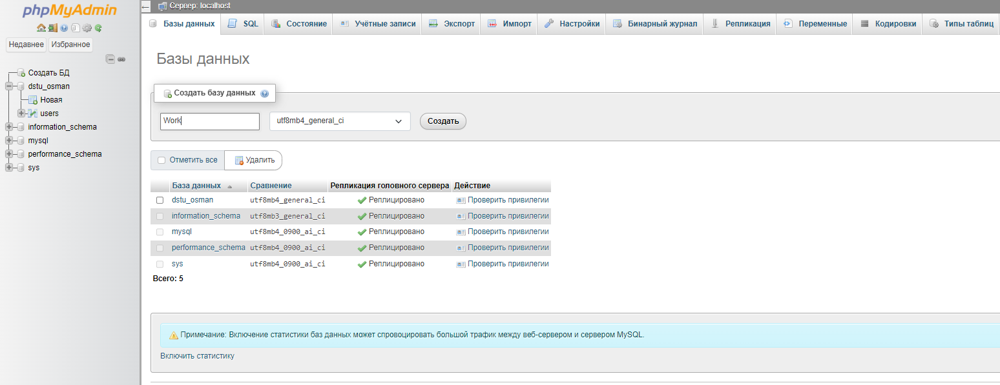 phpMyAdmin
Недавнее Избранное
Создать БД
dstu_osman
Новая
users
information_schema
mysql
performance_schema
sys
Сервер: localhost
Базы данных SQL Состояние Учётные записи Экспорт Импорт Настройки Бинарный журнал Репликация Переменные Кодировки Типы таблиц
Базы данных
Создать базу данных
Work utf8mb4_general_ci Создать
Отметить все Удалить
База данных Сравнение Репликация головного сервера Действие
dstu_osman utf8mb4_general_ci Реплицировано Проверить привилегии
information_schema utf8mb3_general_ci Реплицировано Проверить привилегии
mysql utf8mb4_0900_ai_ci Реплицировано Проверить привилегии
performance_schema utf8mb4_0900_ai_ci Реплицировано Проверить привилегии
sys utf8mb4_0900_ai_ci Реплицировано Проверить привилегии
Всего: 5
Примечание: Включение статистики баз данных может спровоцировать большой трафик между веб-сервером и сервером MySQL.
Включить статистику